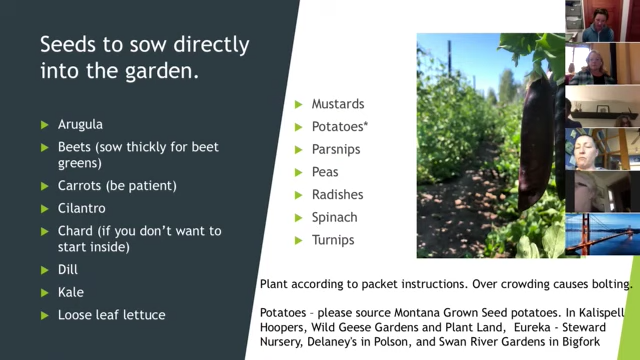 Seeds to sow directly
into the garden.
Arugula
Beets (sow thickly for beet
greens)
Carrots (be patient)
Cilantro
Chard (if you don't want to
start inside)
Dill
Kale
Loose leaf lettuce
Mustards
Potatoes*
Parsnips
Peas
Radishes
Spinach
Turnips
Plant according to packet instructions. Over crowding causes bolting.
Potatoes – please source Montana Grown Seed potatoes. In Kalispell
Hoopers, Wild Geese Gardens and Plant Land, Eureka - Steward
Nursery, Delaney's in Polson, and Swan River Gardens in Bigfork